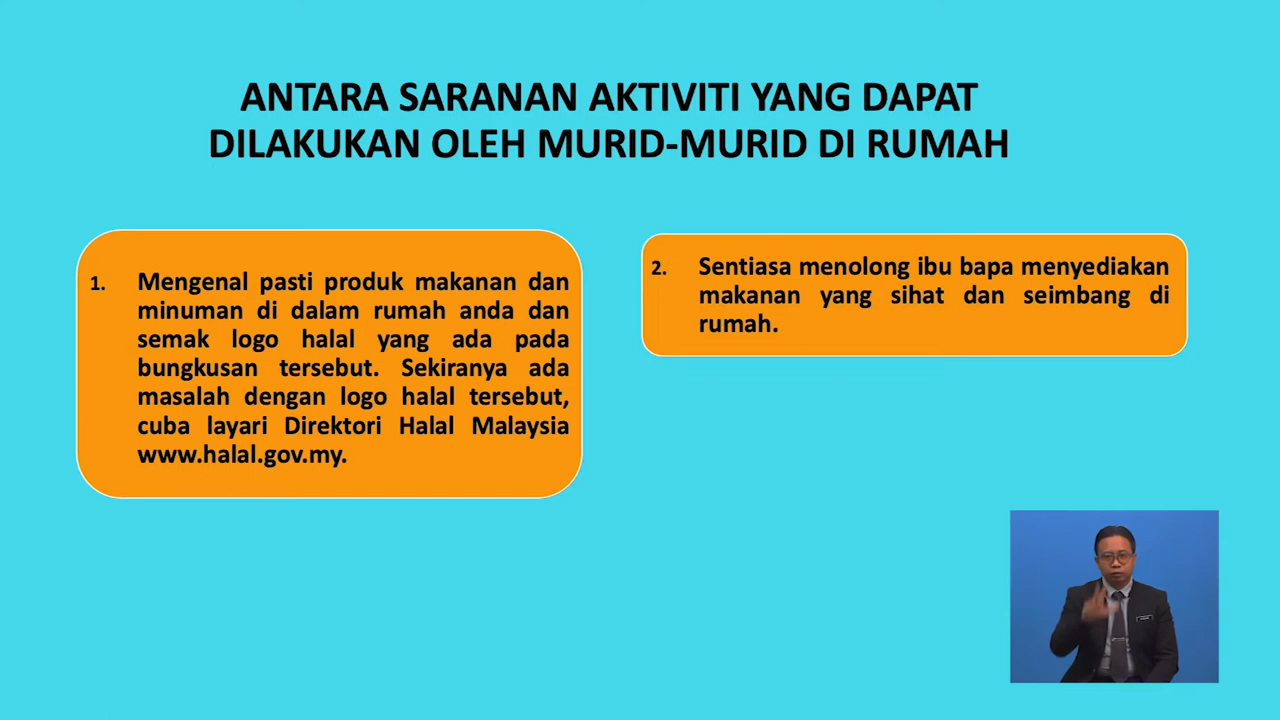 ANTARA SARANAN AKTIVITI YANG DAPAT
DILAKUKAN OLEH MURID-MURID DI RUMAH
1. Mengenal pasti produk makanan dan
minuman di dalam rumah anda dan
semak logo halal yang ada pada
bungkusan tersebut. Sekiranya ada
masalah dengan logo halal tersebut,
cuba layari Direktori Halal Malaysia
www.halal.gov.my.
2. Sentiasa menolong ibu bapa menyediakan
makanan yang sihat dan seimbang di
rumah.